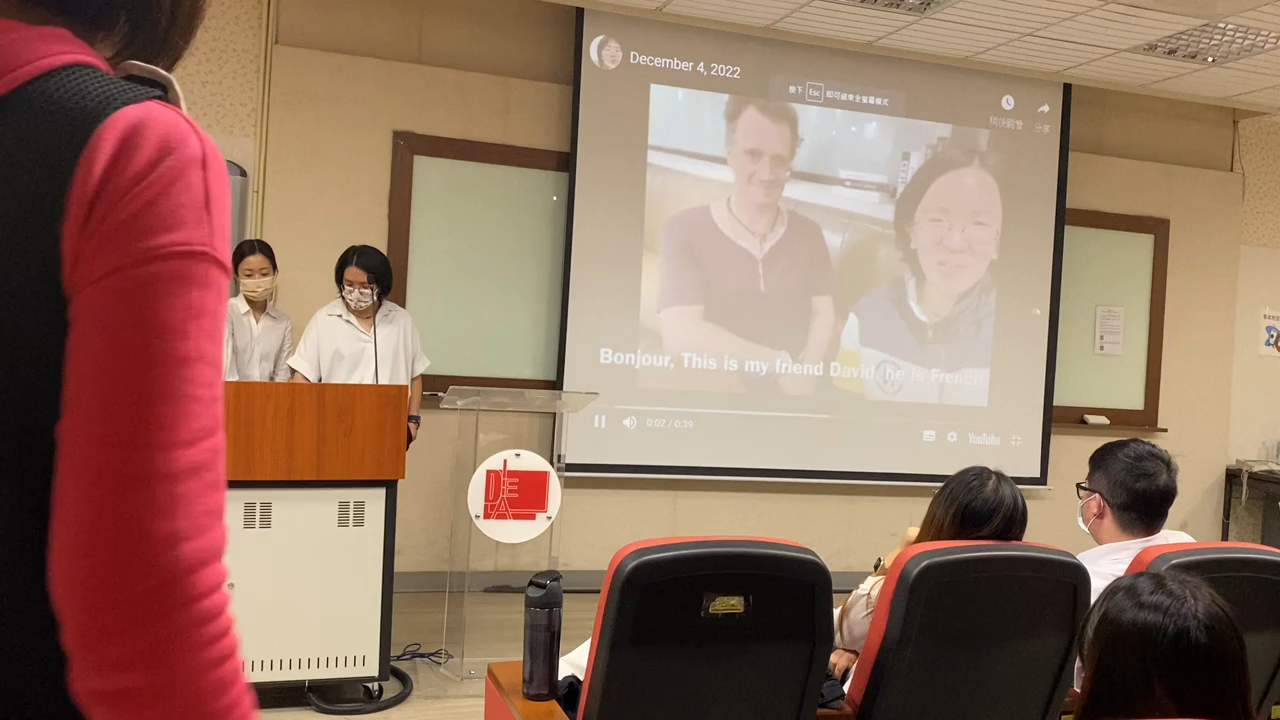 December 4, 2022
按下 Esc 即可結束全螢幕模式
稍後觀看
分享
Bonjour, This is my friend David, he is French
0:02 / 0:39
YouTube
DEA